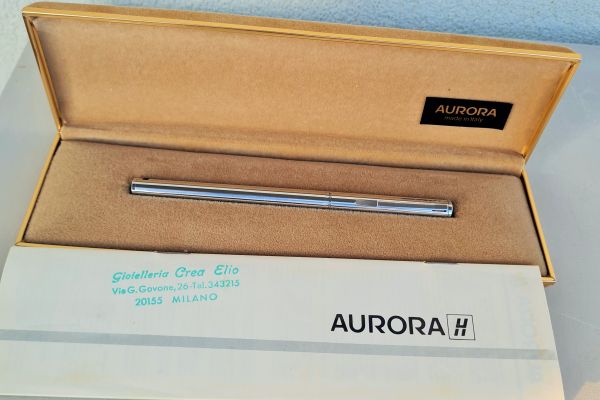 AURORA
made in Italy
Gioielleria Crea Elio
Via G. Govone, 26-Tel. 343215
20155 MILANO
AURORA H